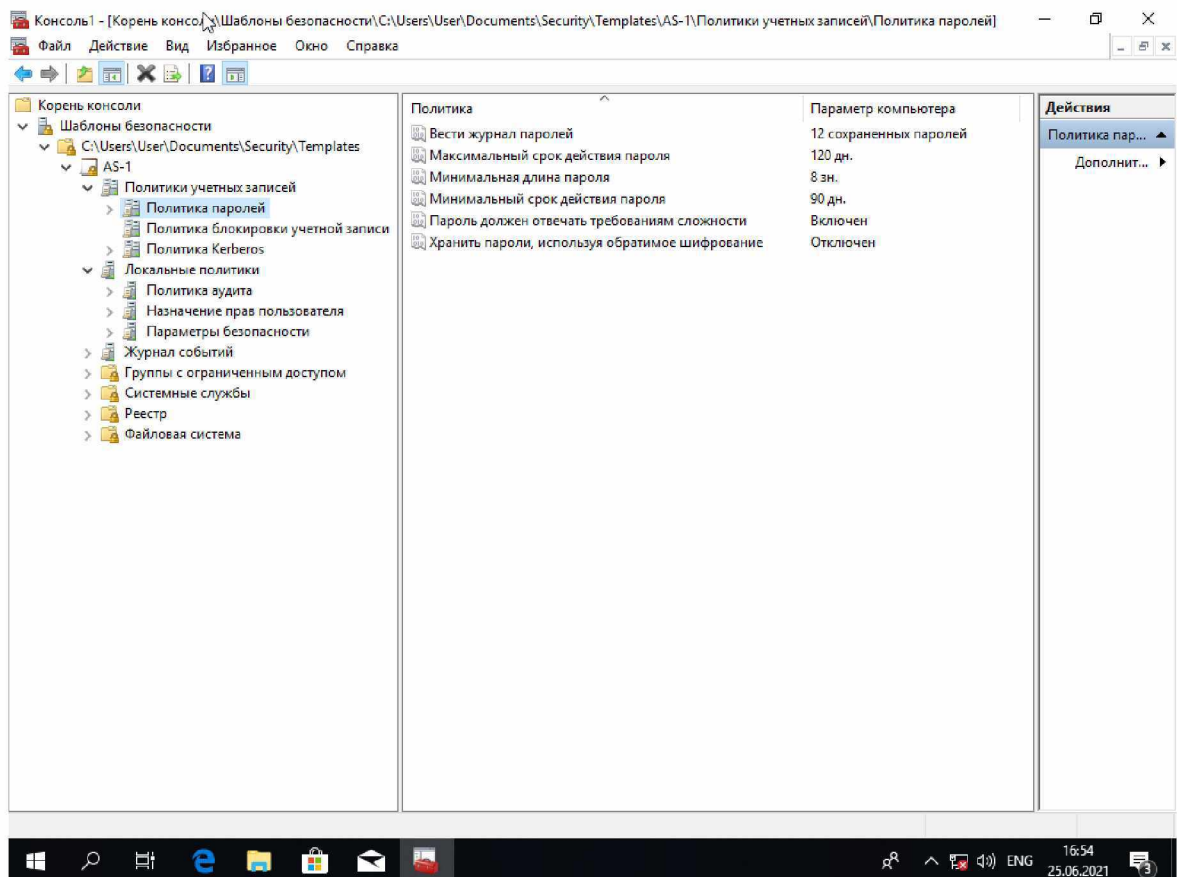 Консоль1 - [Корень консоль\Шаблоны безопасности\C:\Users\User\Documents\Security\Templates\AS-1\Политики учетных записей\Политика паролей]
Файл Действие Вид Избранное Окно Справка
Корень консоли
Шаблоны безопасности
C:\Users\User\Documents\Security\Templates
AS-1
Политики учетных записей
Политика паролей
Политика блокировки учетной записи
Политика Kerberos
Локальные политики
Политика аудита
Назначение прав пользователя
Параметры безопасности
Журнал событий
Группы с ограниченным доступом
Системные службы
Реестр
Файловая система
Политика Параметр компьютера
Вести журнал паролей 12 сохраненных паролей
Максимальный срок действия пароля 120 дн.
Минимальная длина пароля 8 зн.
Минимальный срок действия пароля 90 дн.
Пароль должен отвечать требованиям сложности Включен
Хранить пароли, используя обратимое шифрование Отключен
Действия
Политика пар...
Дополнит...
ENG
16:54
25.06.2021
3